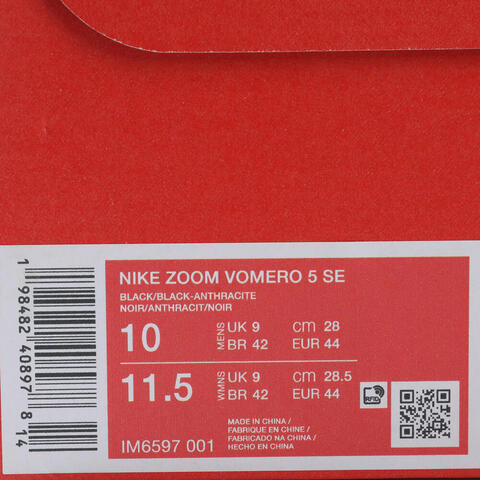 NIKE ZOOM VOMERO 5 SE
BLACK/BLACK-ANTHRACITE
NOIR/ANTHRACIT/NOIR
10 MENS UK 9 cm 28
BR 42 EUR 44
11.5 WMNS UK 9 cm 28.5
BR 42 EUR 44
RFID
MADE IN CHINA /
FABRIQUE EN CHINE /
FABRICADO NA CHINA /
HECHO EN CHINA
IM6597 001
1 98482 40897 8 14